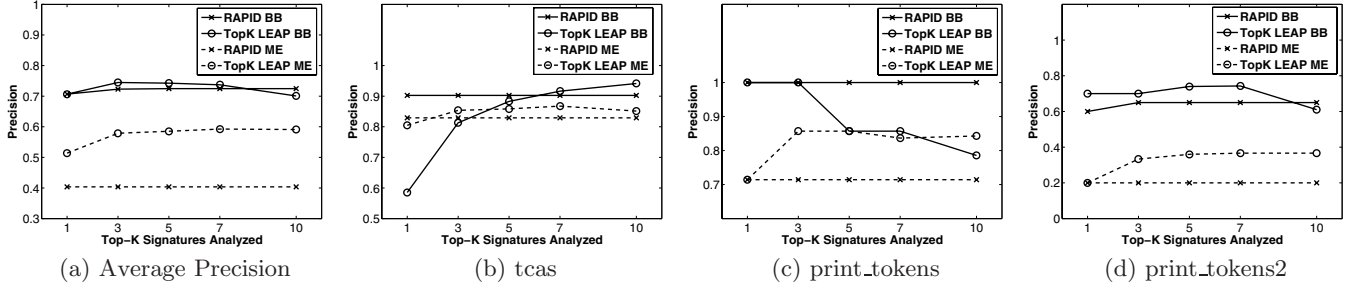 1
0.9
0.8
0.7
0.6
0.5
0.4
0.3
Precision
RAPID BB
TopK LEAP BB
RAPID ME
TopK LEAP ME
1 3 5 7 10
Top-K Signatures Analyzed
(a) Average Precision
1
0.9
0.8
0.7
0.6
0.5
Precision
RAPID BB
TopK LEAP BB
RAPID ME
TopK LEAP ME
1 3 5 7 10
Top-K Signatures Analyzed
(b) tcas
1
0.9
0.8
0.7
Precision
RAPID BB
TopK LEAP BB
RAPID ME
TopK LEAP ME
1 3 5 7 10
Top-K Signatures Analyzed
(c) print_tokens
1
0.8
0.6
0.4
0.2
0
Precision
RAPID BB
TopK LEAP BB
RAPID ME
TopK LEAP ME
1 3 5 7 10
Top-K Signatures Analyzed
(d) print_tokens2